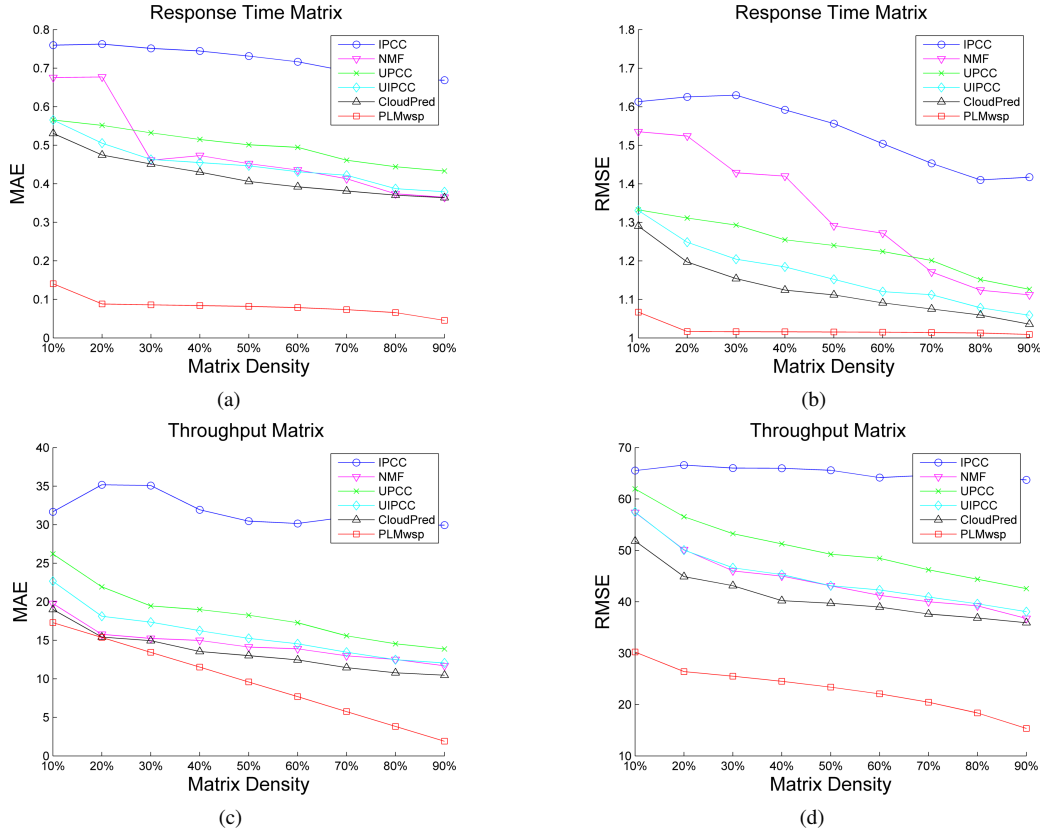 Response Time Matrix
0.8
0.7
0.6
0.5
0.4
0.3
0.2
0.1
0
MAE
IPCC
NMF
UPCC
UIPCC
CloudPred
PLMwsp
10% 20% 30% 40% 50% 60% 70% 80% 90%
Matrix Density
(a)
Response Time Matrix
1.8
1.7
1.6
1.5
1.4
1.3
1.2
1.1
1
RMSE
IPCC
NMF
UPCC
UIPCC
CloudPred
PLMwsp
10% 20% 30% 40% 50% 60% 70% 80% 90%
Matrix Density
(b)
Throughput Matrix
40
35
30
25
20
15
10
5
0
MAE
IPCC
NMF
UPCC
UIPCC
CloudPred
PLMwsp
10% 20% 30% 40% 50% 60% 70% 80% 90%
Matrix Density
(c)
Throughput Matrix
70
60
50
40
30
20
10
RMSE
IPCC
NMF
UPCC
UIPCC
CloudPred
PLMwsp
10% 20% 30% 40% 50% 60% 70% 80% 90%
Matrix Density
(d)